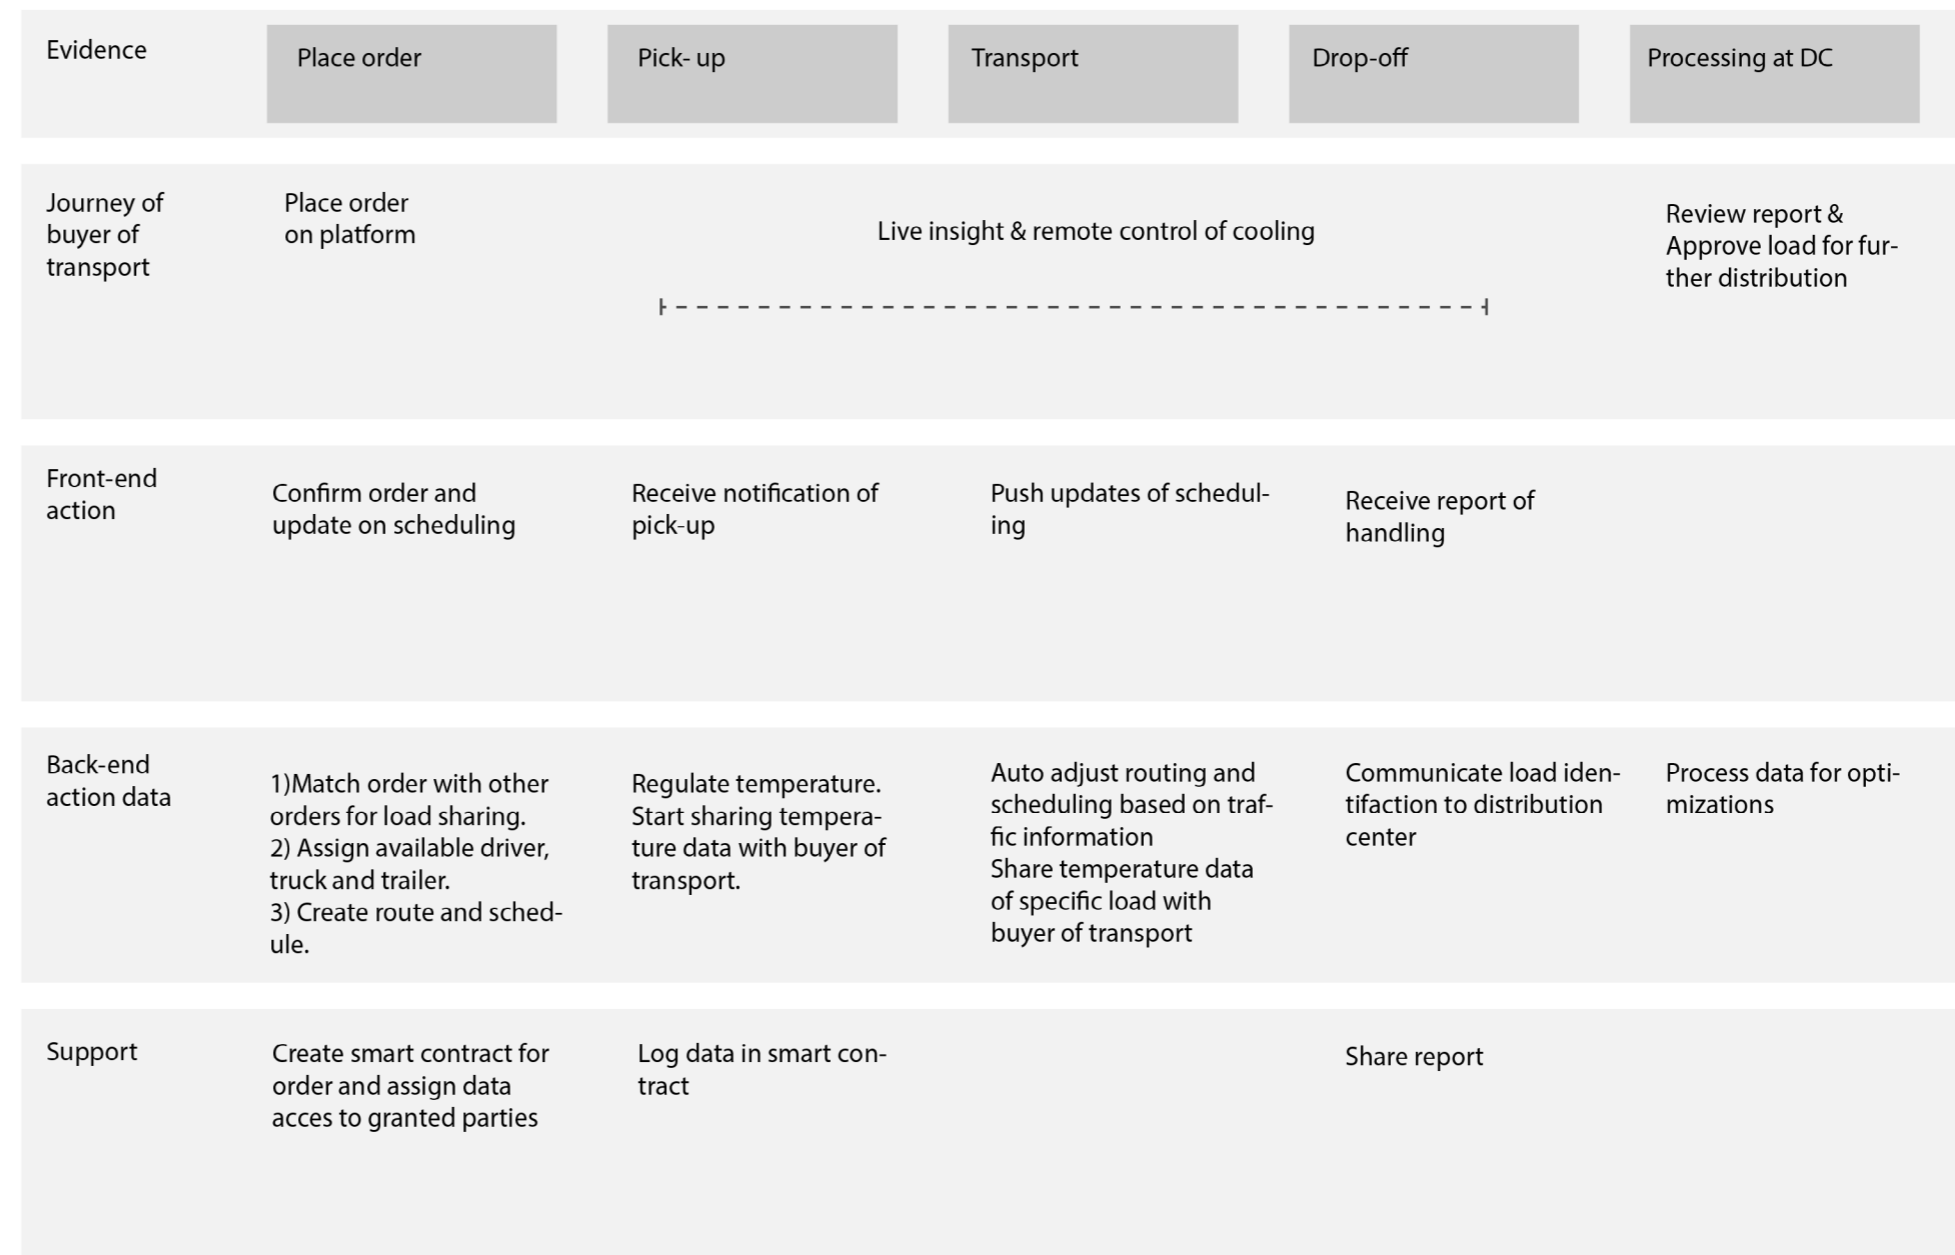 Evidence
Place order
Pick- up
Transport
Drop-off
Processing at DC
Journey of
buyer of
transport
Place order
on platform
Live insight & remote control of cooling
Review report &
Approve load for fur-
ther distribution
Front-end
action
Confirm order and
update on scheduling
Receive notification of
pick-up
Push updates of schedul-
ing
Receive report of
handling
Back-end
action data
1)Match order with other
orders for load sharing.
2) Assign available driver,
truck and trailer.
3) Create route and sched-
ule.
Regulate temperature.
Start sharing tempera-
ture data with buyer of
transport.
Auto adjust routing and
scheduling based on traf-
fic information
Share temperature data
of specific load with
buyer of transport
Communicate load iden-
tifaction to distribution
center
Process data for opti-
mizations
Support
Create smart contract for
order and assign data
acces to granted parties
Log data in smart con-
tract
Share report